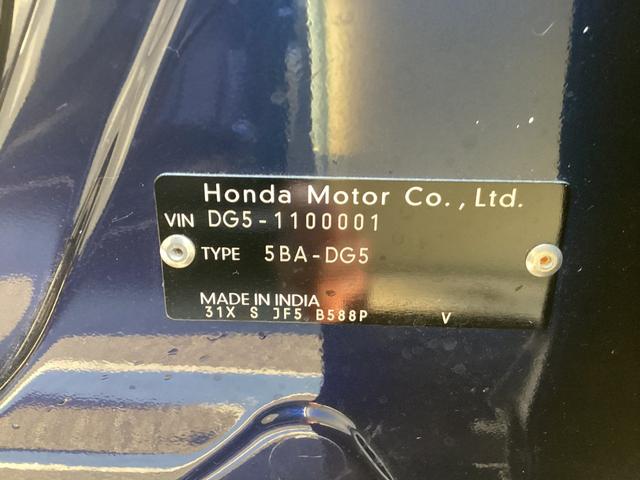 Honda Motor Co., Ltd.
VIN DG5-1100001
TYPE 5BA-DG5
MADE IN INDIA
31X S JF5 B588P V